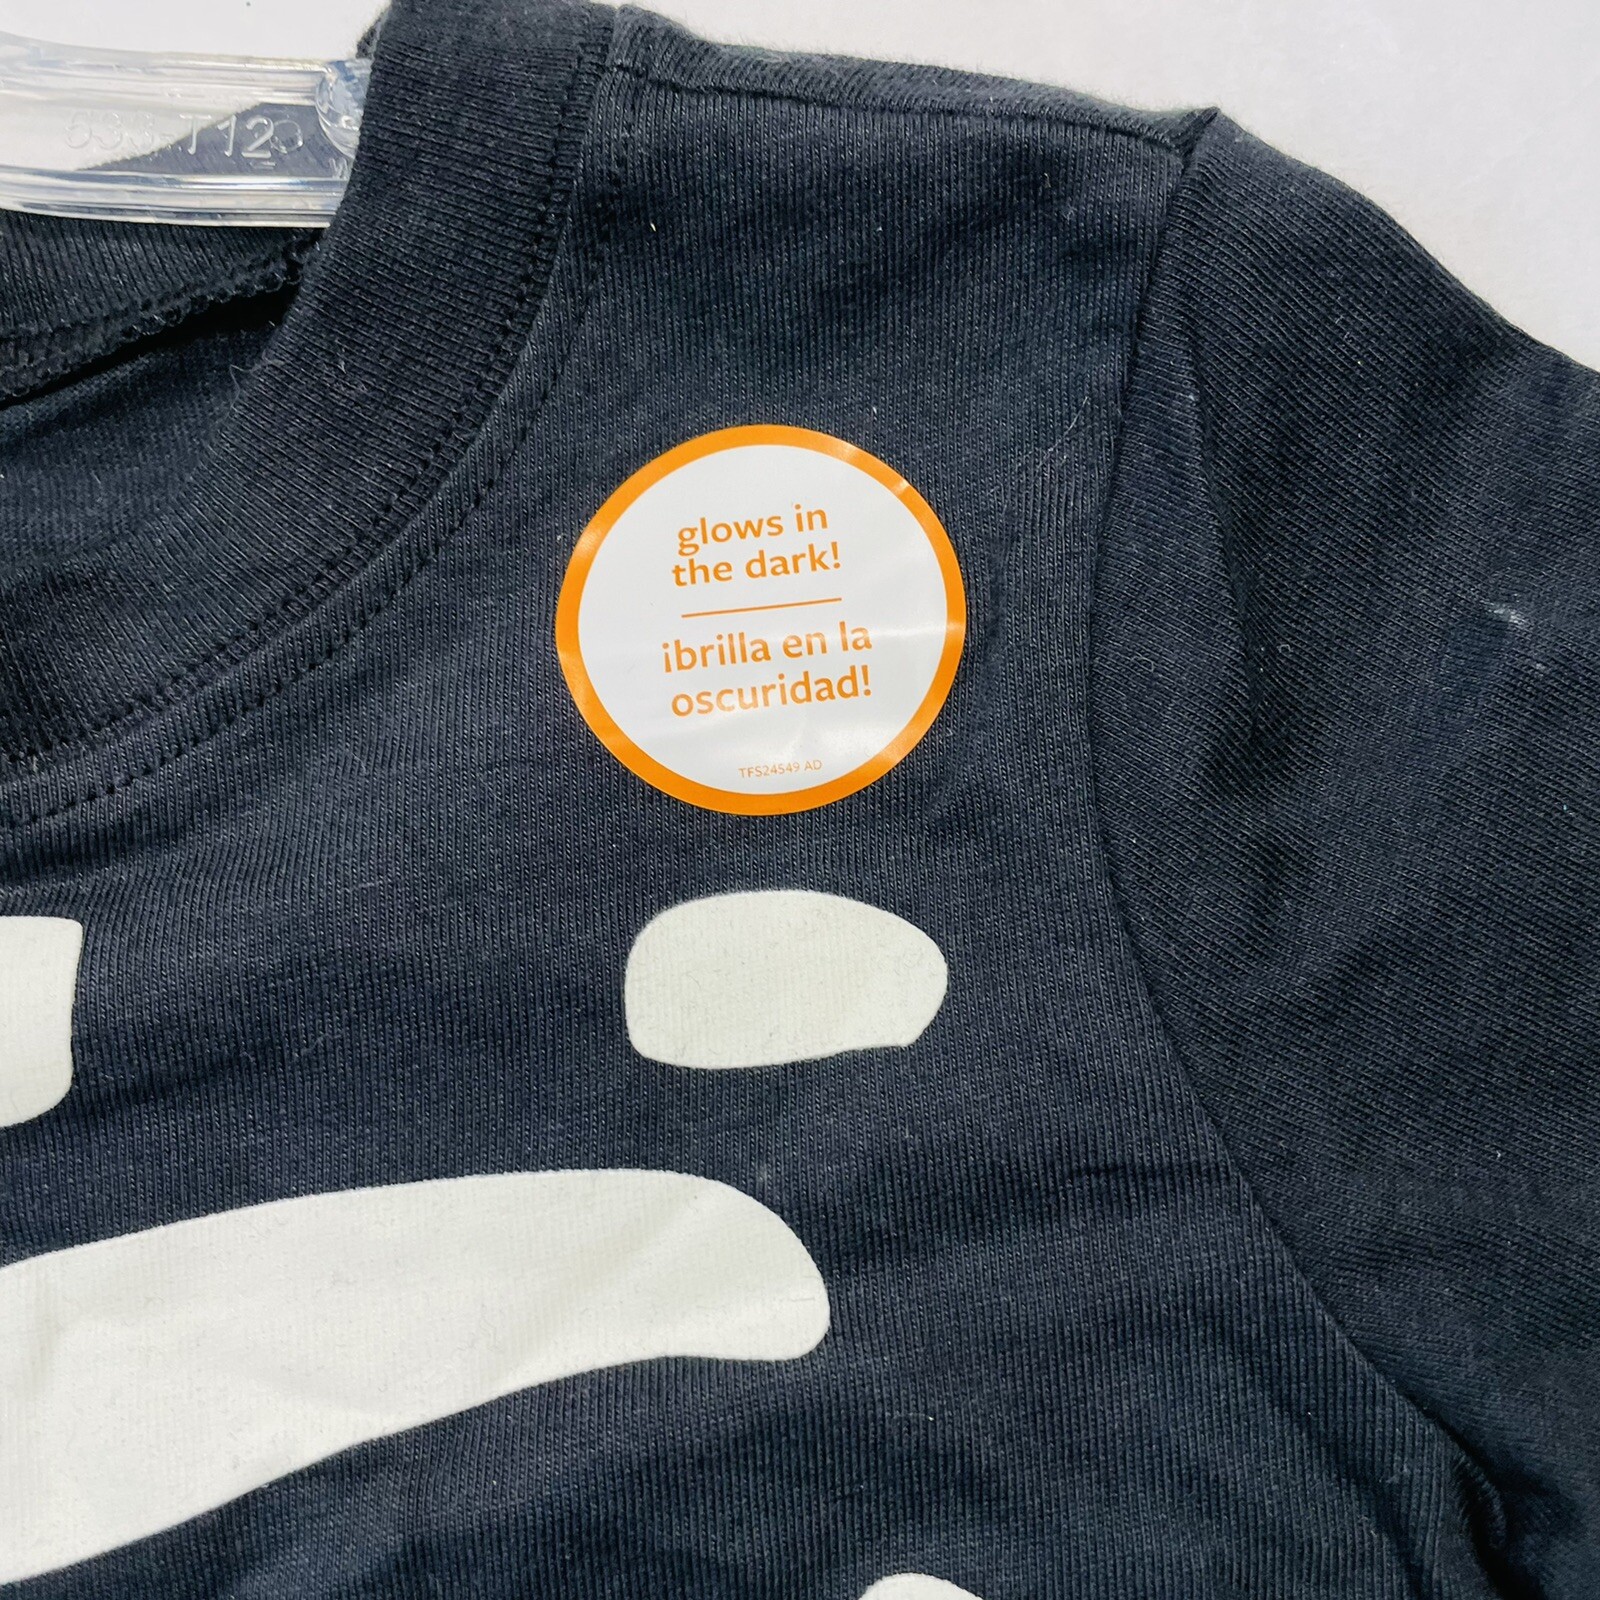 glows in
the dark!
¡brilla en la
oscuridad!
TFS24549 AD